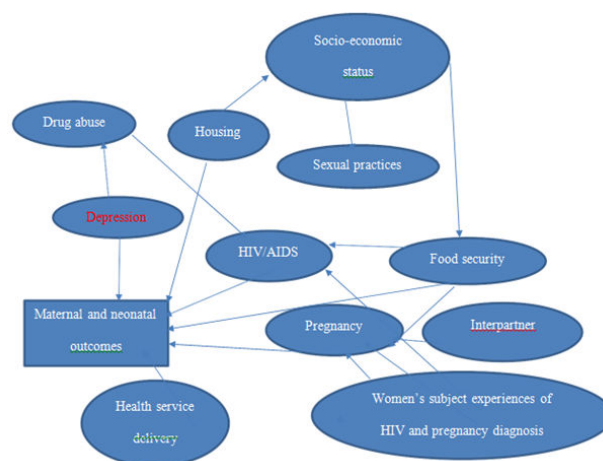 Socio-economic
status
Drug abuse
Housing
Sexual practices
Depression
HIV/AIDS
Food security
Maternal and neonatal
outcomes
Pregnancy
Interpartner
Health service
delivery
Women's subject experiences of
HIV and pregnancy diagnosis